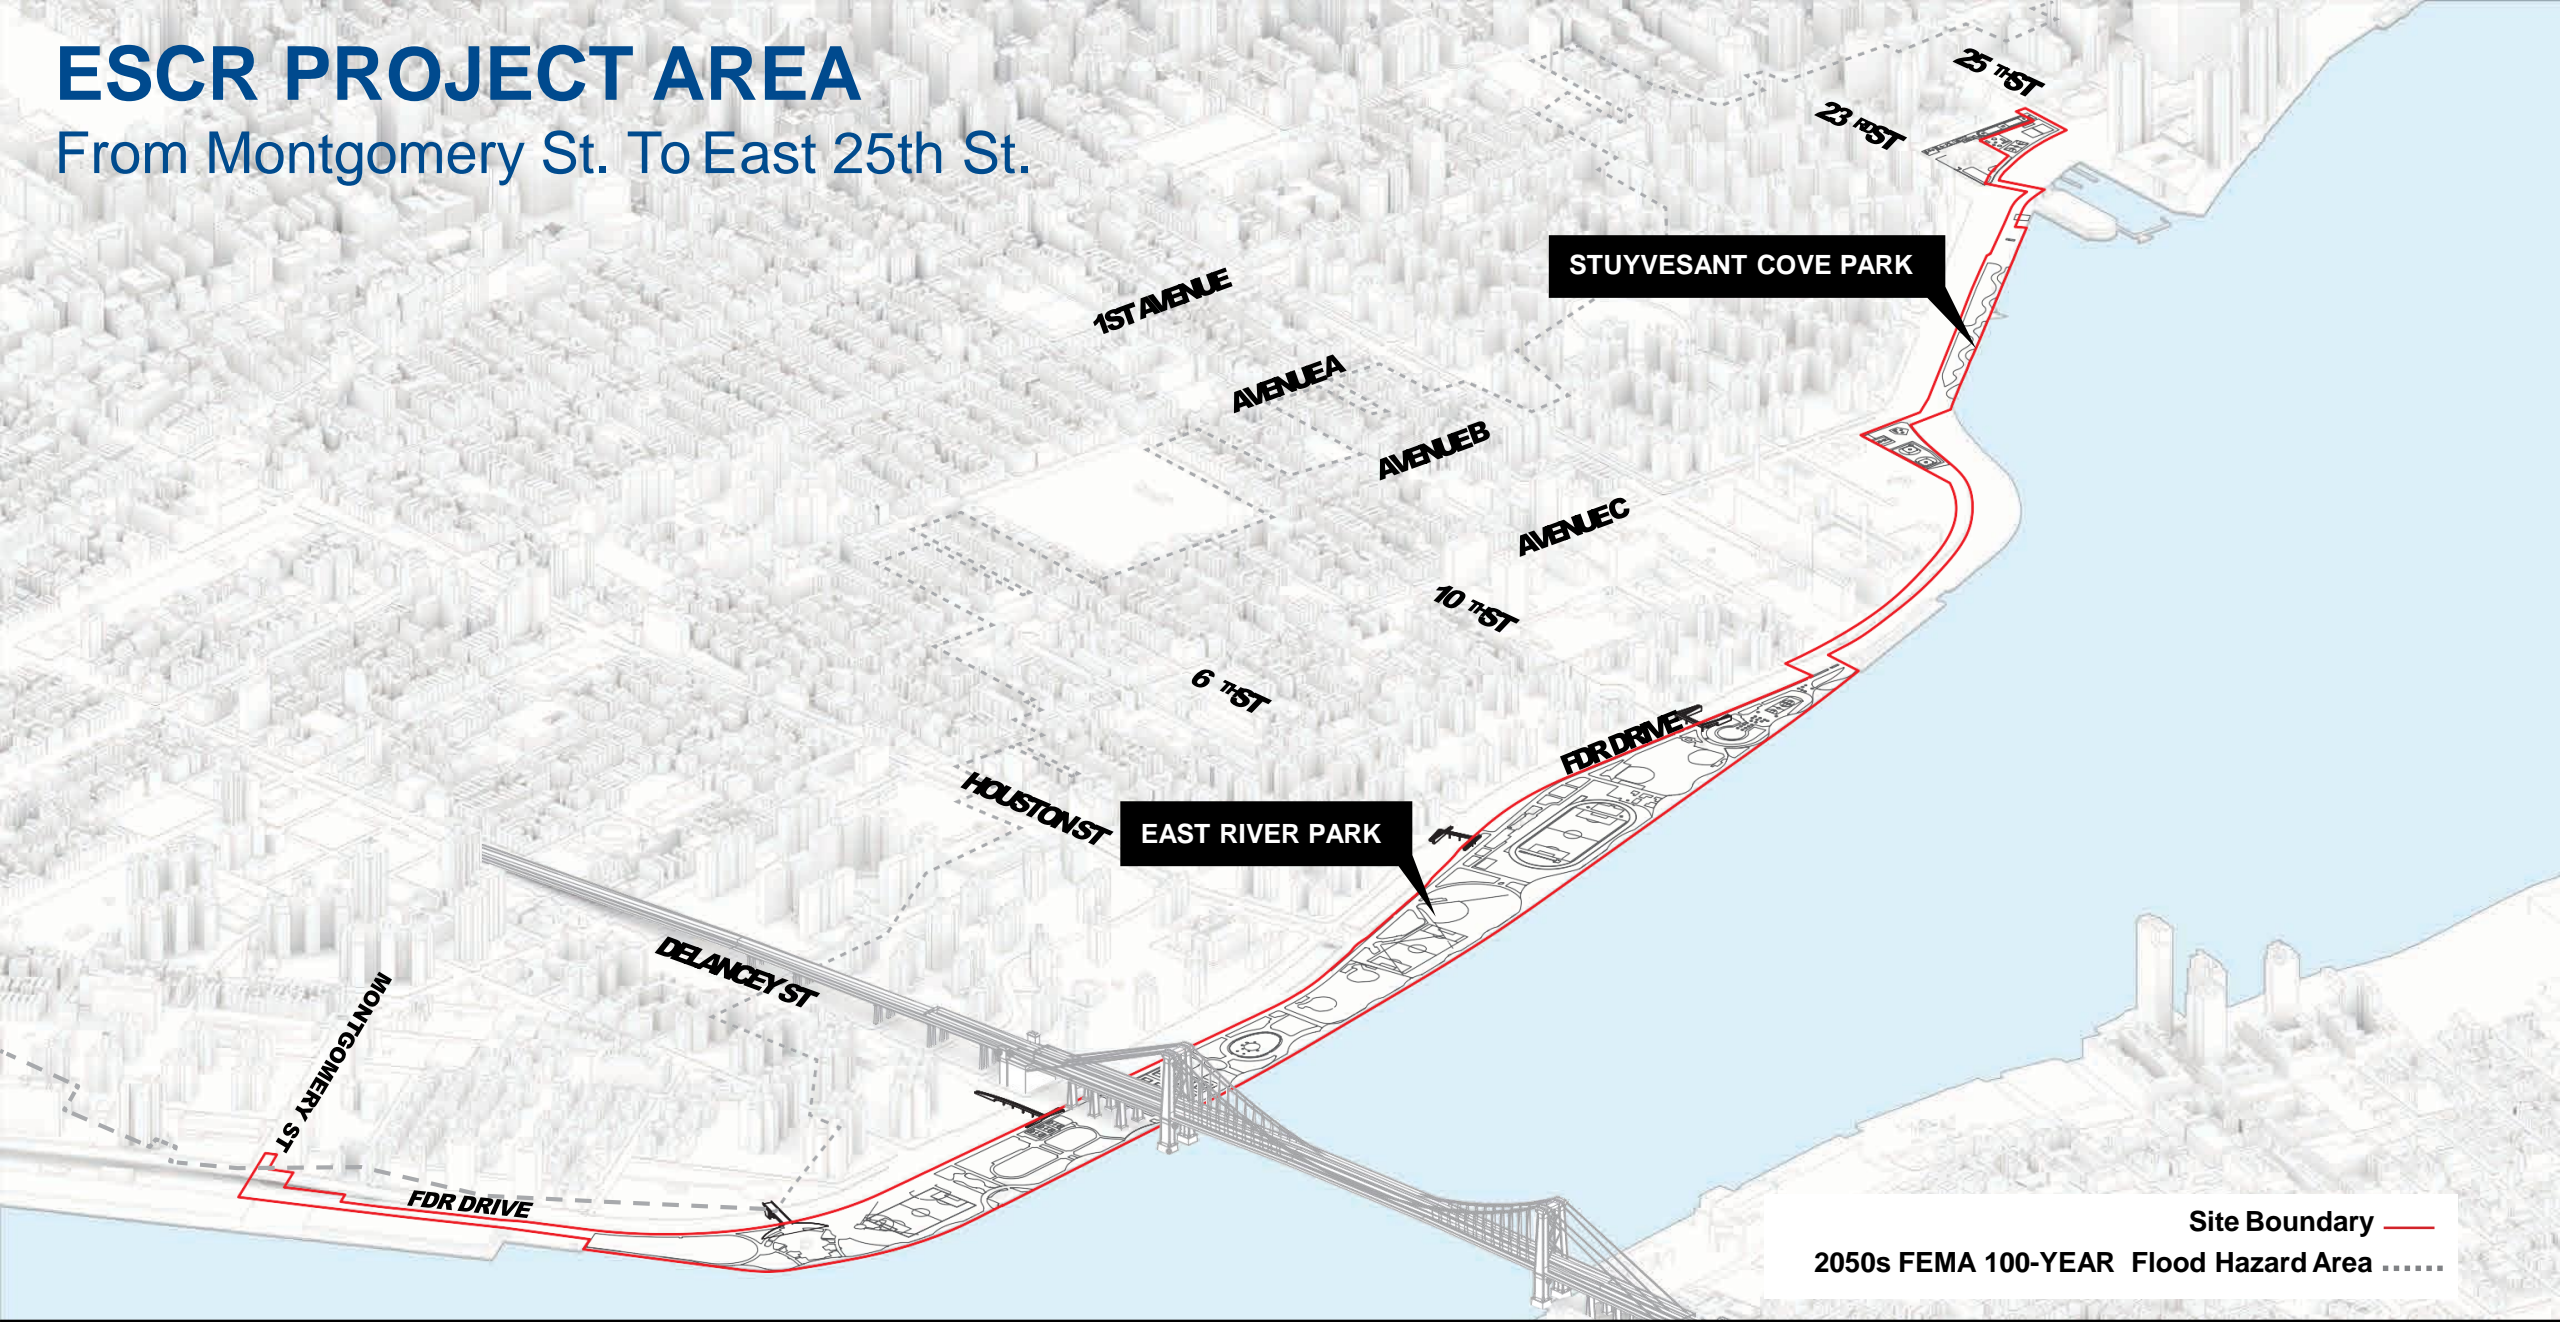 ESCR PROJECT AREA
From Montgomery St. To East 25th St.
25 TH ST
23 RD ST
STUYVESANT COVE PARK
1ST AVENUE
AVENUE A
AVENUE B
AVENUE C
10 TH ST
6 TH ST
FDR DRIVE
HOUSTON ST
EAST RIVER PARK
DELANCEY ST
MONTGOMERY ST
FDR DRIVE
Site Boundary
2050s FEMA 100-YEAR Flood Hazard Area